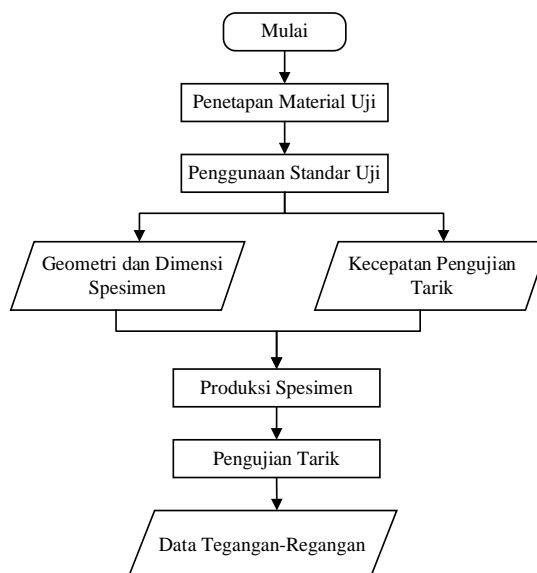 Mulai
Penetapan Material Uji
Penggunaan Standar Uji
Geometri dan Dimensi
Spesimen
Kecepatan Pengujian
Tarik
Produksi Spesimen
Pengujian Tarik
Data Tegangan-Regangan